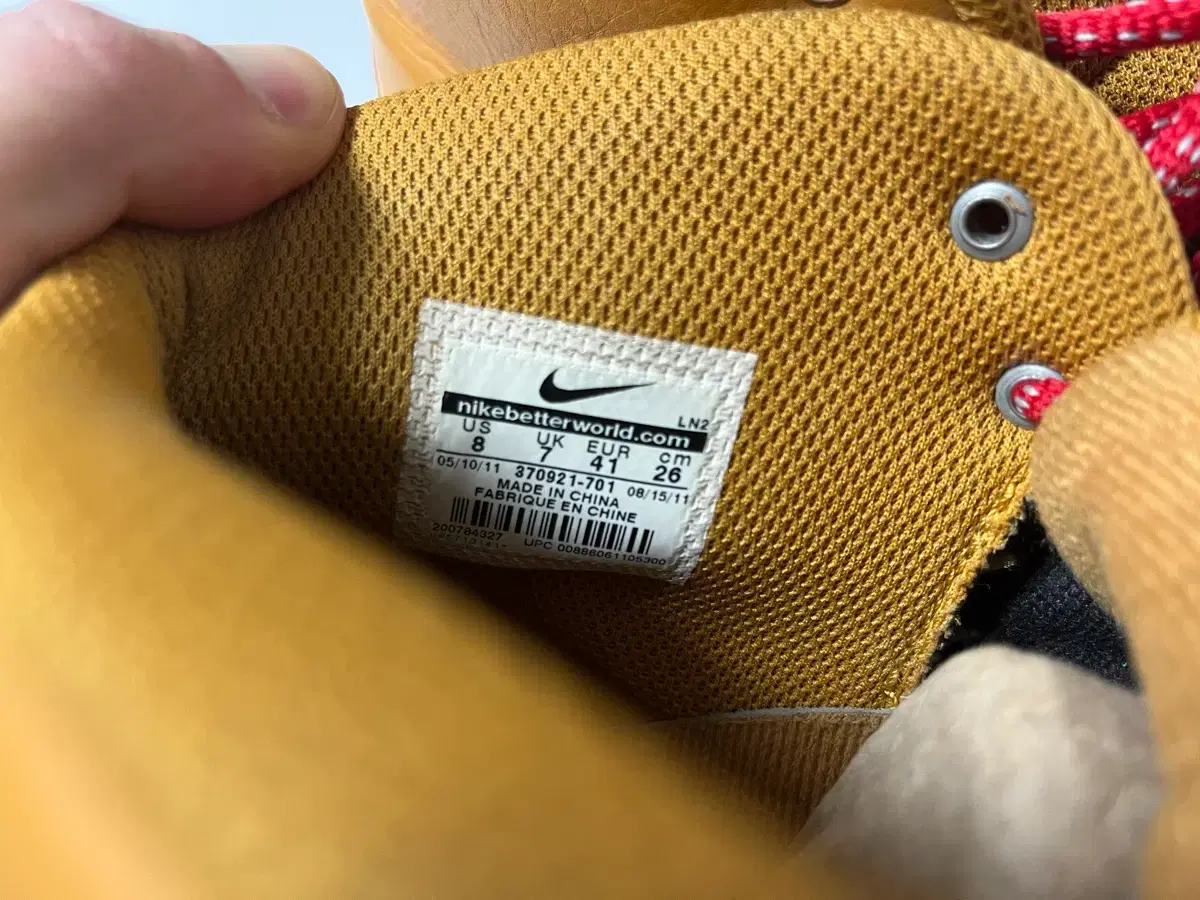 LN2
nikebetterworld.com
US UK EUR cm
8 7 41 26
05/10/11 370921-701 08/15/11
MADE IN CHINA
FABRIQUE EN CHINE
200784327 UPC 00886061105300